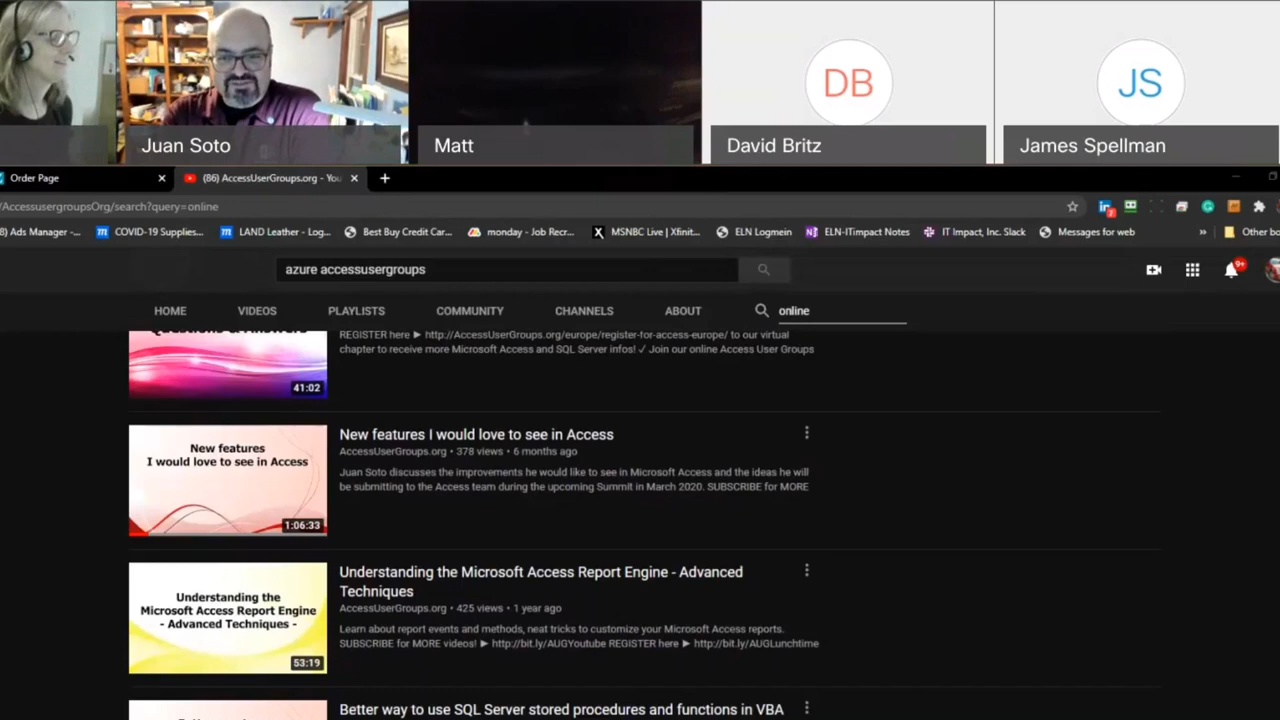 DB
JS
Juan Soto
Matt
David Britz
James Spellman
Order Page
(86) AccessUserGroups.org - You
/AccessusergroupsOrg/search?query=online
8) Ads Manager -...
COVID-19 Supplies...
LAND Leather - Log...
Best Buy Credit Car...
monday - Job Recr...
MSNBC Live | Xfinit...
ELN Logmein
ELN-ITimpact Notes
IT Impact, Inc. Slack
Messages for web
»
Other bo
azure accessusergroups
9+
HOME
VIDEOS
PLAYLISTS
COMMUNITY
CHANNELS
ABOUT
online
Questions & Answers
41:02
REGISTER here ► http://AccessUserGroups.org/europe/register-for-access-europe/ to our virtual
chapter to receive more Microsoft Access and SQL Server infos! ✓ Join our online Access User Groups
New features
I would love to see in Access
1:06:33
New features I would love to see in Access
AccessUserGroups.org • 378 views • 6 months ago
Juan Soto discusses the improvements he would like to see in Microsoft Access and the ideas he will
be submitting to the Access team during the upcoming Summit in March 2020. SUBSCRIBE for MORE
Understanding the
Microsoft Access Report Engine
- Advanced Techniques -
53:19
Understanding the Microsoft Access Report Engine - Advanced
Techniques
AccessUserGroups.org • 425 views • 1 year ago
Learn about report events and methods, neat tricks to customize your Microsoft Access reports.
SUBSCRIBE for MORE videos! ► http://bit.ly/AUGYoutube REGISTER here ► http://bit.ly/AUGLunchtime
Better way to use SQL Server stored procedures and functions in VBA